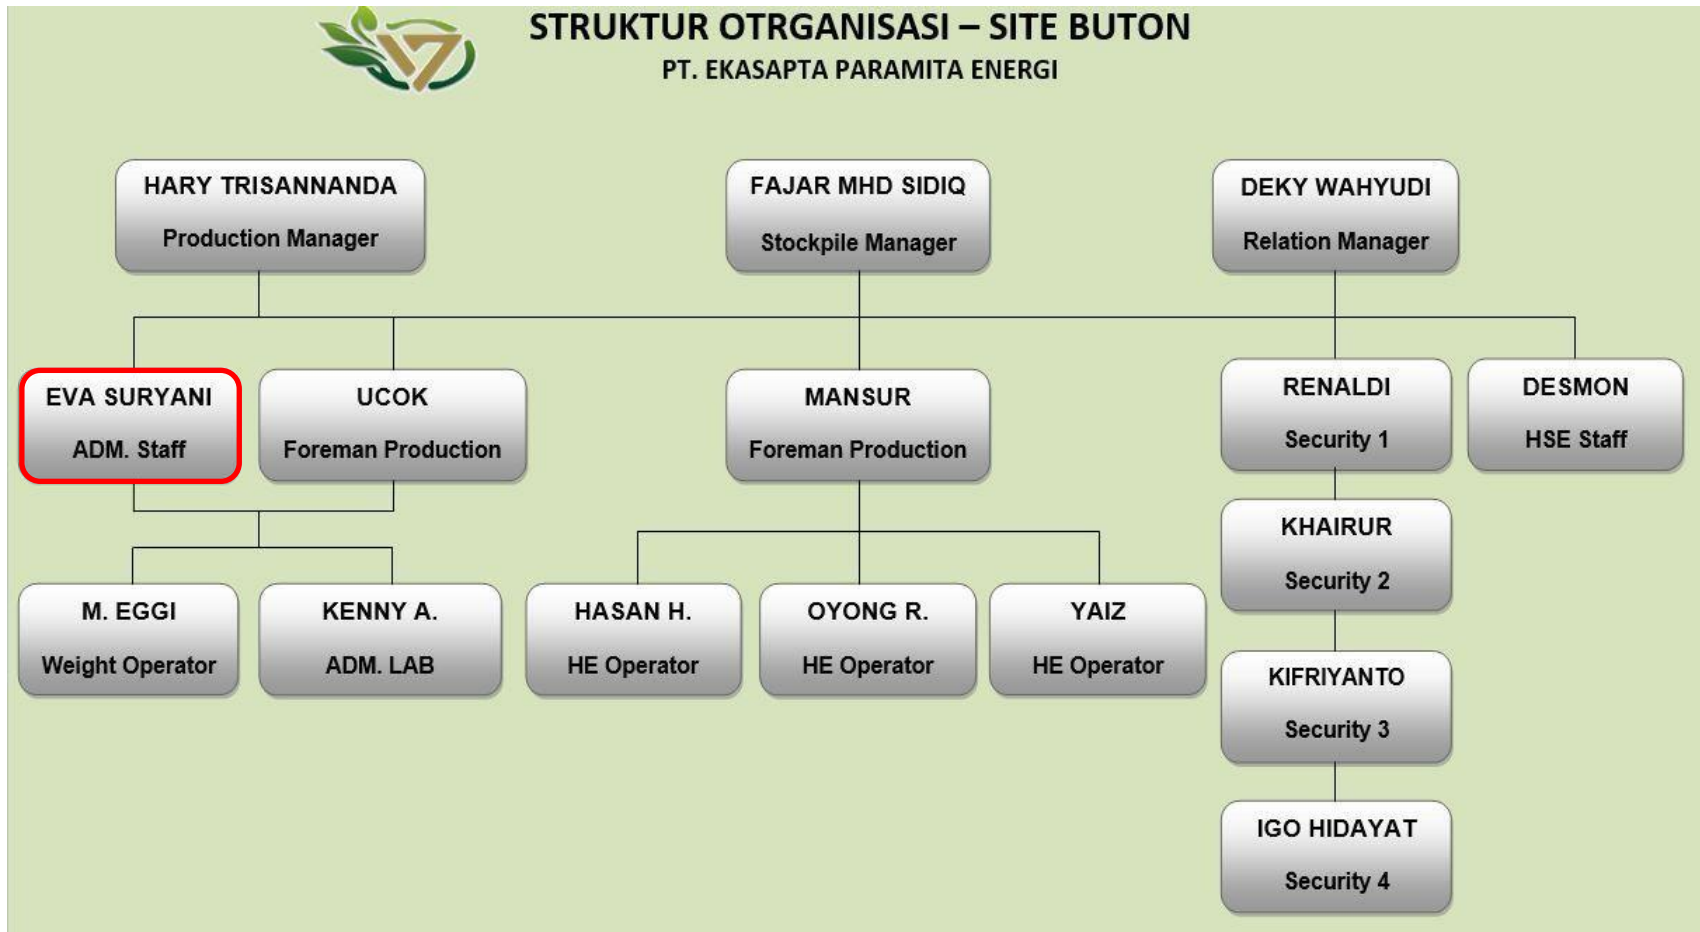 STRUKTUR OTRGANISASI – SITE BUTON
PT. EKASAPTA PARAMITA ENERGI
HARY TRISANNANDA
Production Manager
FAJAR MHD SIDIQ
Stockpile Manager
DEKY WAHYUDI
Relation Manager
EVA SURYANI
ADM. Staff
UCOK
Foreman Production
MANSUR
Foreman Production
RENALDI
Security 1
DESMON
HSE Staff
KHAIRUR
Security 2
M. EGGI
Weight Operator
KENNY A.
ADM. LAB
HASAN H.
HE Operator
OYONG R.
HE Operator
YAIZ
HE Operator
KIFRIYANTO
Security 3
IGO HIDAYAT
Security 4